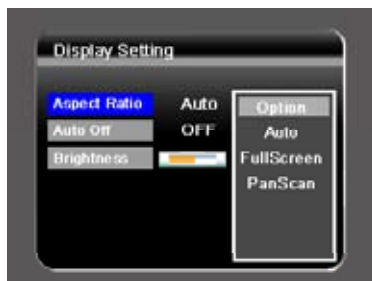 Display Setting
Aspect Ratio Auto
Auto Off OFF
Brightness
Option
Auto
FullScreen
PanScan